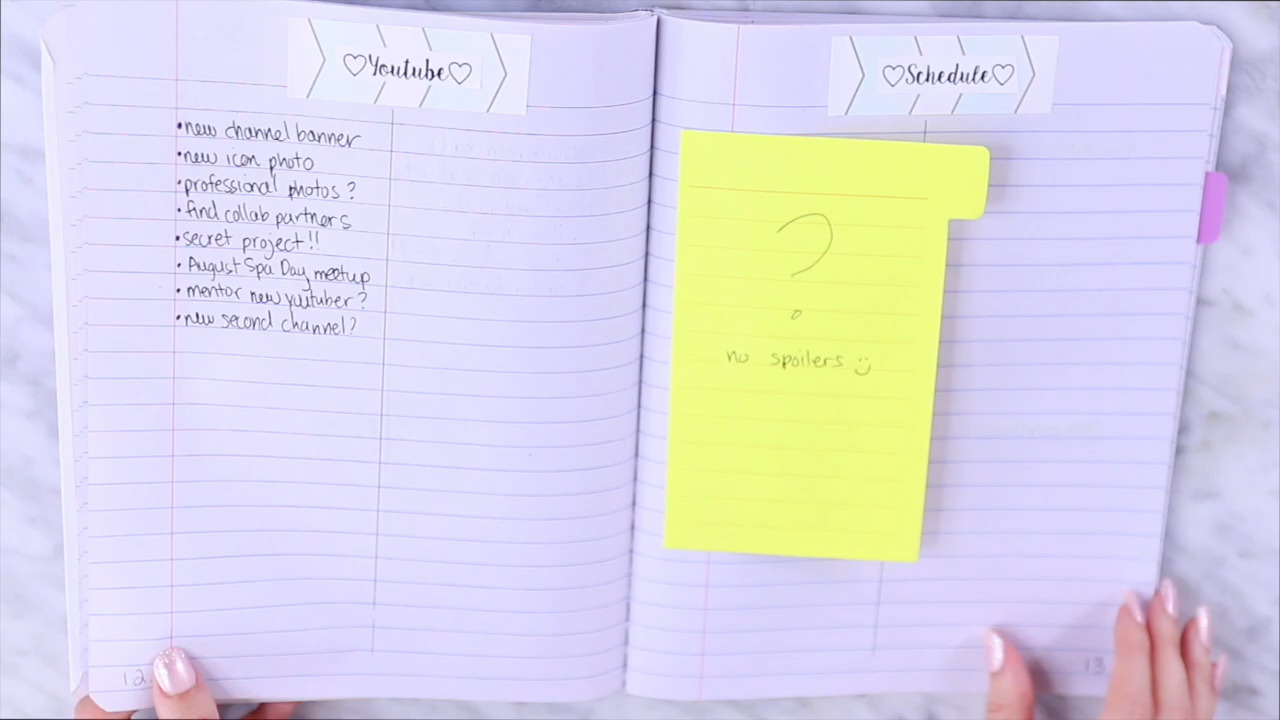 ♡Youtube♡
•new channel banner
•new icon photo
•professional photos?
•find collab partners
•secret project!!
•August Spa Day meetup
•mentor new youtuber?
•new second channel?
12
♡Schedule♡
?
no spoilers :)
13